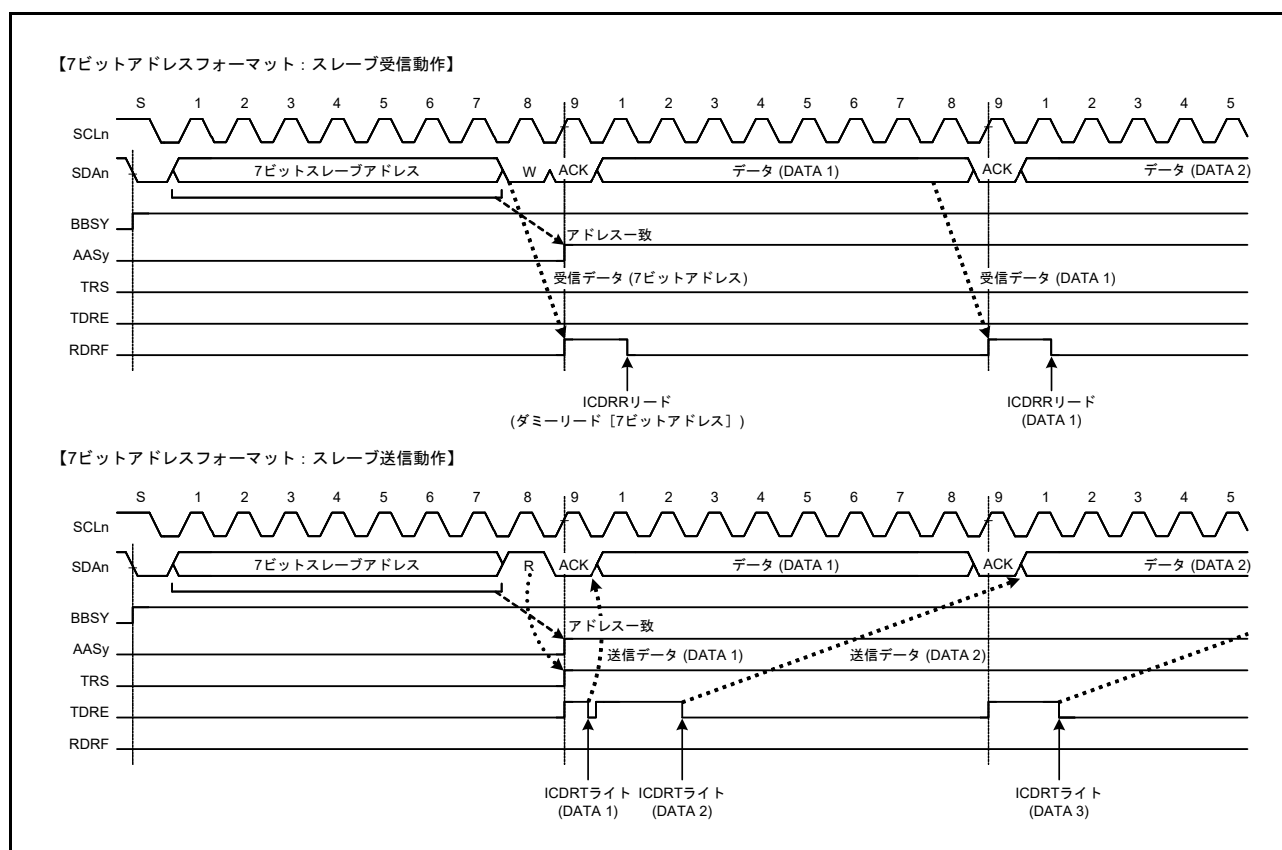 【7ビットアドレスフォーマット：スレーブ受信動作】
S 1 2 3 4 5 6 7 8 9 1 2 3 4 5 6 7 8 9 1 2 3 4 5
SCLn
SDAn 7ビットスレーブアドレス W ACK データ (DATA 1) ACK データ (DATA 2)
BBSY
アドレス一致
AASy
受信データ (7ビットアドレス) 受信データ (DATA 1)
TRS
TDRE
RDRF
ICDRRリード ICDRRリード
(ダミーリード［7ビットアドレス］) (DATA 1)
【7ビットアドレスフォーマット：スレーブ送信動作】
S 1 2 3 4 5 6 7 8 9 1 2 3 4 5 6 7 8 9 1 2 3 4 5
SCLn
SDAn 7ビットスレーブアドレス R ACK データ (DATA 1) ACK データ (DATA 2)
BBSY
アドレス一致
AASy
送信データ (DATA 1) 送信データ (DATA 2)
TRS
TDRE
RDRF
ICDRTライト ICDRTライト ICDRTライト
(DATA 1) (DATA 2) (DATA 3)